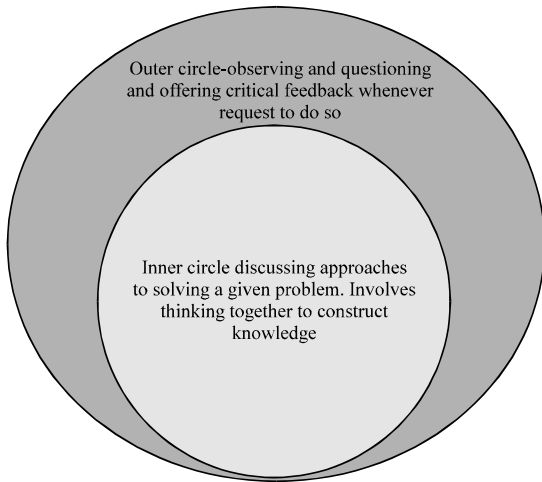 Outer circle-observing and questioning
and offering critical feedback whenever
request to do so
Inner circle discussing approaches
to solving a given problem. Involves
thinking together to construct
knowledge